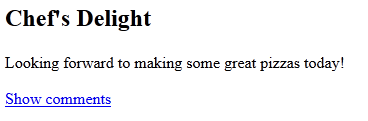 Chef's Delight
Looking forward to making some great pizzas today!
Show comments